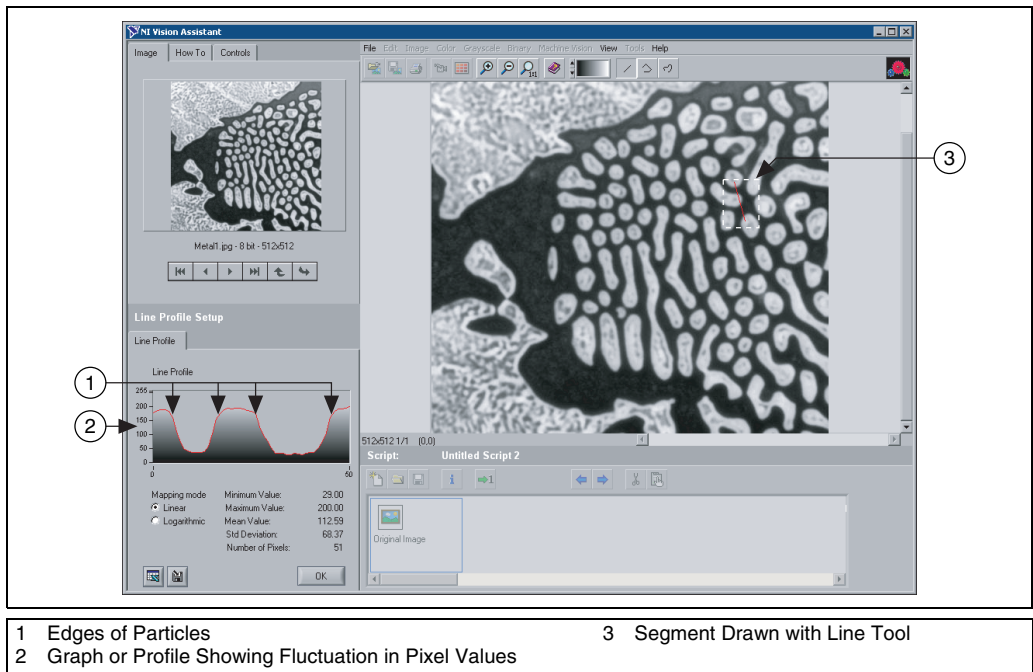 NI Vision Assistant
Image How To Controls
File Edit Image Color Grayscale Binary Machine Vision View Tools Help
1:1
Metal1.jpg - 8 bit - 512x512
3
Line Profile Setup
Line Profile
Line Profile
1
2
255
200
150
100
50
0
0
50
Mapping mode
Linear
Logarithmic
Minimum Value: 29.00
Maximum Value: 200.00
Mean Value: 112.59
Std Deviation: 68.37
Number of Pixels: 51
OK
512x512 1/1 (0,0)
Script: Untitled Script 2
1
Original Image
1 Edges of Particles
2 Graph or Profile Showing Fluctuation in Pixel Values
3 Segment Drawn with Line Tool